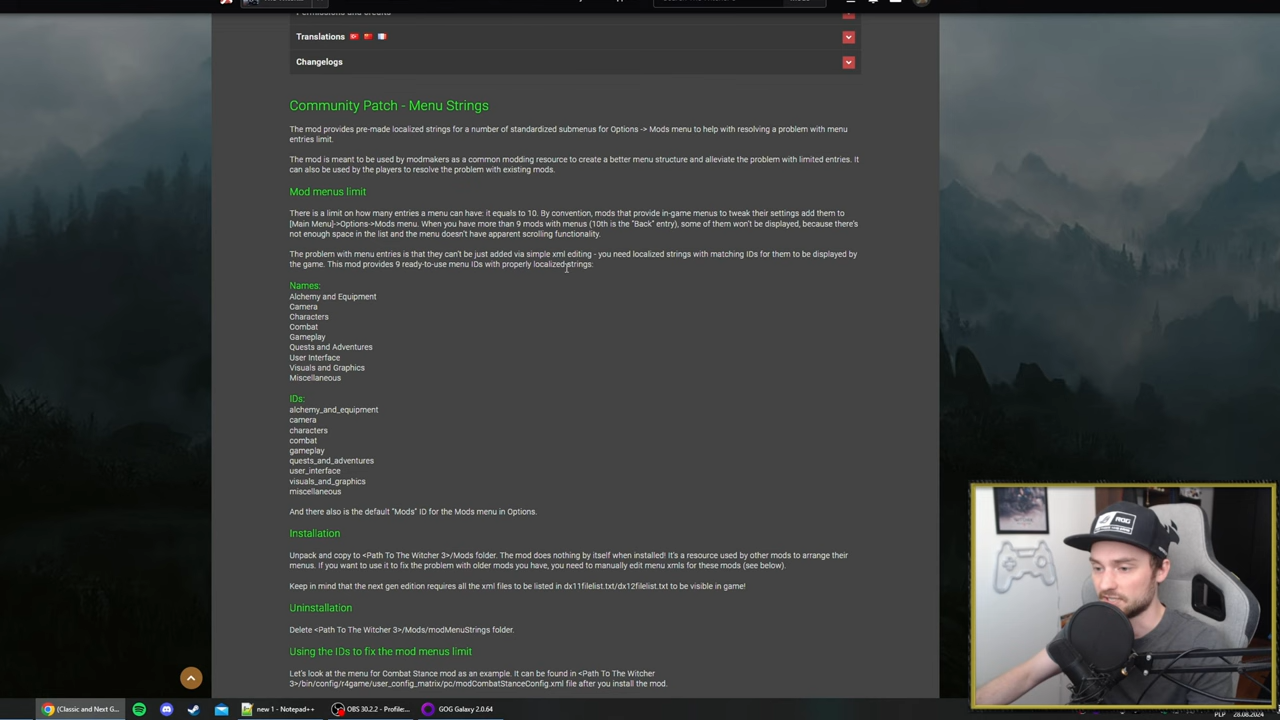 Translations
Changelogs
Community Patch - Menu Strings
The mod provides pre-made localized strings for a number of standardized submenus for Options -> Mods menu to help with resolving a problem with menu
entries limit.
The mod is meant to be used by modmakers as a common modding resource to create a better menu structure and alleviate the problem with limited entries. It
can also be used by the players to resolve the problem with existing mods.
Mod menus limit
There is a limit on how many entries a menu can have: it equals to 10. By convention, mods that provide in-game menus to tweak their settings add them to
[Main Menu]->Options->Mods menu. When you have more than 9 mods with menus (10th is the "Back" entry), some of them won't be displayed, because there's
not enough space in the list and the menu doesn't have apparent scrolling functionality.
The problem with menu entries is that they can't be just added via simple xml editing - you need localized strings with matching IDs for them to be displayed by
the game. This mod provides 9 ready-to-use menu IDs with properly localized strings:
Names:
Alchemy and Equipment
Camera
Characters
Combat
Gameplay
Quests and Adventures
User Interface
Visuals and Graphics
Miscellaneous
IDs:
alchemy_and_equipment
camera
characters
combat
gameplay
quests_and_adventures
user_interface
visuals_and_graphics
miscellaneous
And there also is the default "Mods" ID for the Mods menu in Options.
Installation
Unpack and copy to <Path To The Witcher 3>/Mods folder. The mod does nothing by itself when installed! It's a resource used by other mods to arrange their
menus. If you want to use it to fix the problem with older mods you have, you need to manually edit menu xmls for these mods (see below).
Keep in mind that the next gen edition requires all the xml files to be listed in dx11filelist.txt/dx12filelist.txt to be visible in game!
Uninstallation
Delete <Path To The Witcher 3>/Mods/modMenuStrings folder.
Using the IDs to fix the mod menus limit
Let's look at the menu for Combat Stance mod as an example. It can be found in <Path To The Witcher
3>/bin/config/r4game/user_config_matrix/pc/modCombatStanceConfig.xml file after you install the mod.
ROG
(Classic and Next G...
new 1 - Notepad++
OBS 30.2.2 - Profile:...
GOG Galaxy 2.0.64
PLP
28.08.2024